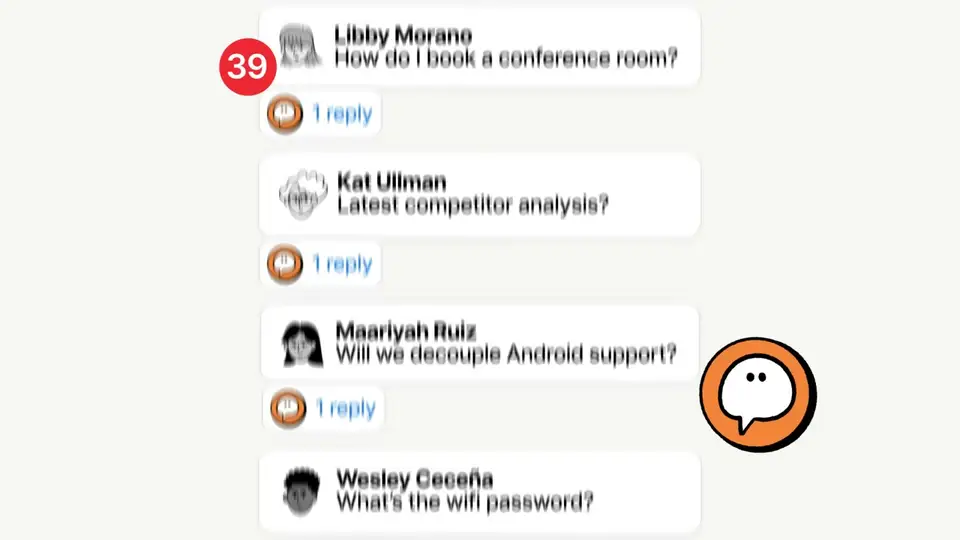 Libby Morano
How do I book a conference room?
39
1 reply
Kat Ullman
Latest competitor analysis?
1 reply
Maariyah Ruiz
Will we decouple Android support?
1 reply
Wesley Ceceña
What's the wifi password?